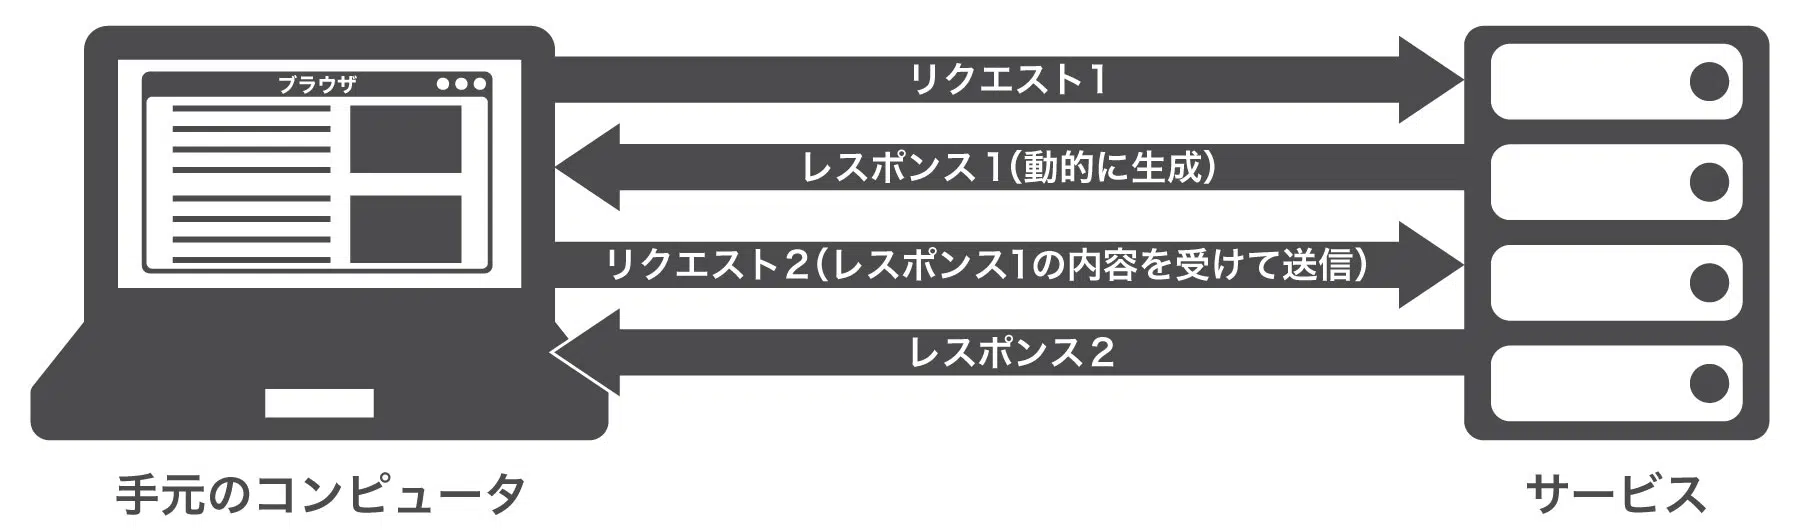 ブラウザ
リクエスト1
レスポンス1(動的に生成)
リクエスト2(レスポンス1の内容を受けて送信)
レスポンス2
手元のコンピュータ
サービス